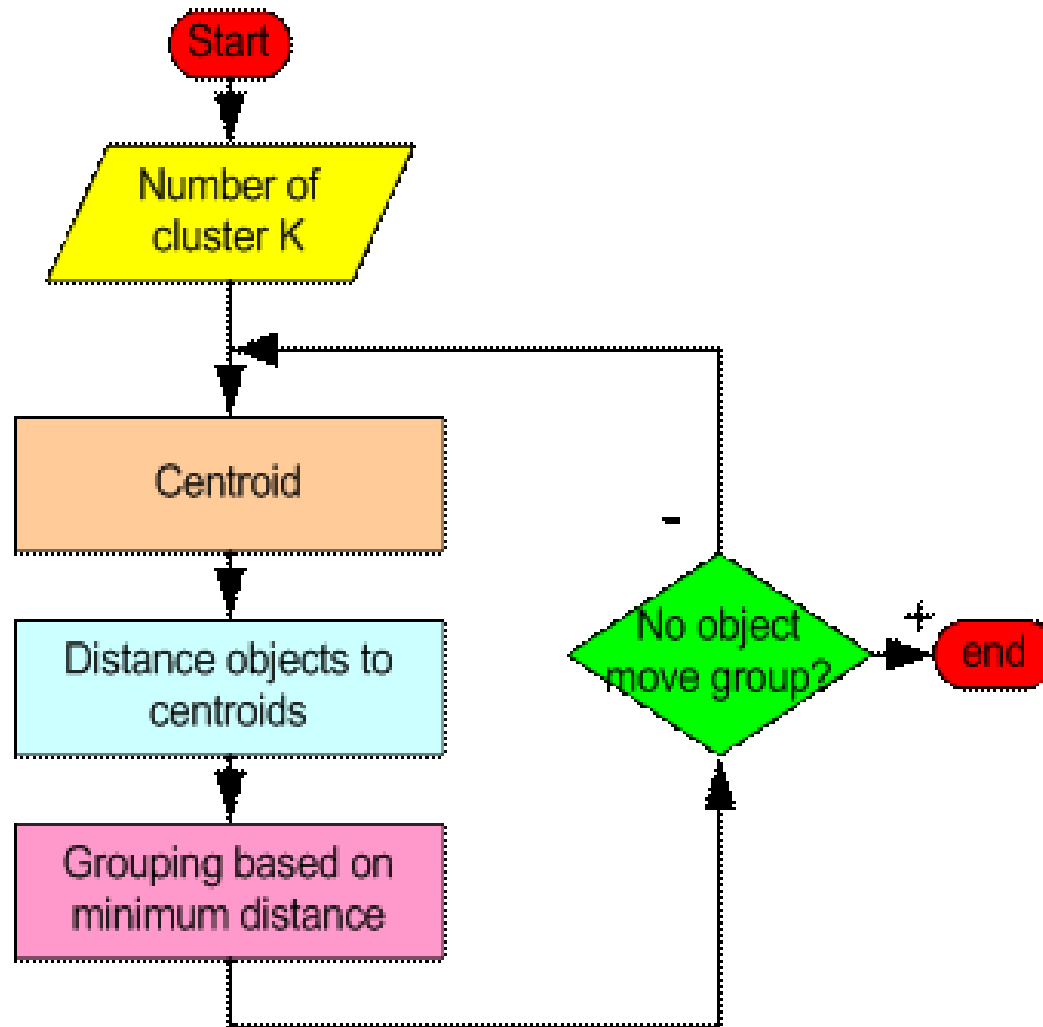 Start
Number of
cluster K
Centroid
Distance objects to
centroids
Grouping based on
minimum distance
-
No object
move group?
+
end